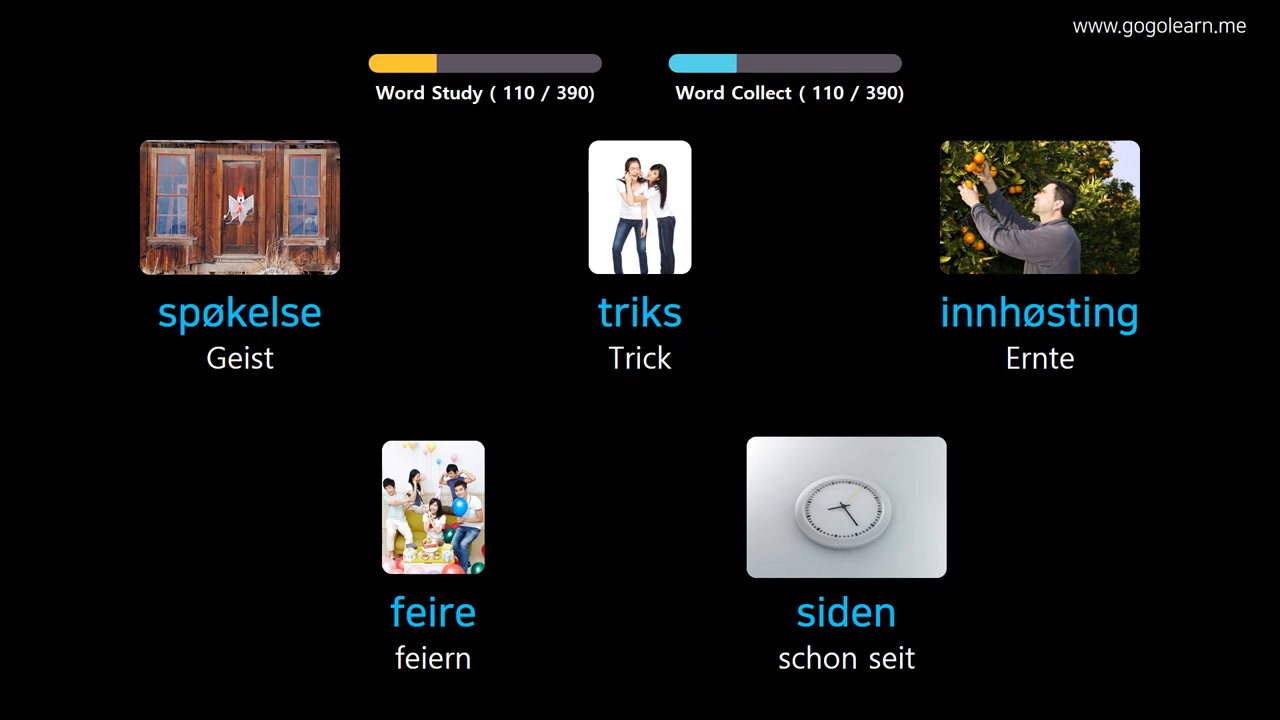 www.gogolearn.me
Word Study ( 110 / 390)
Word Collect ( 110 / 390)
spøkelse
Geist
triks
Trick
innhøsting
Ernte
feire
feiern
siden
schon seit